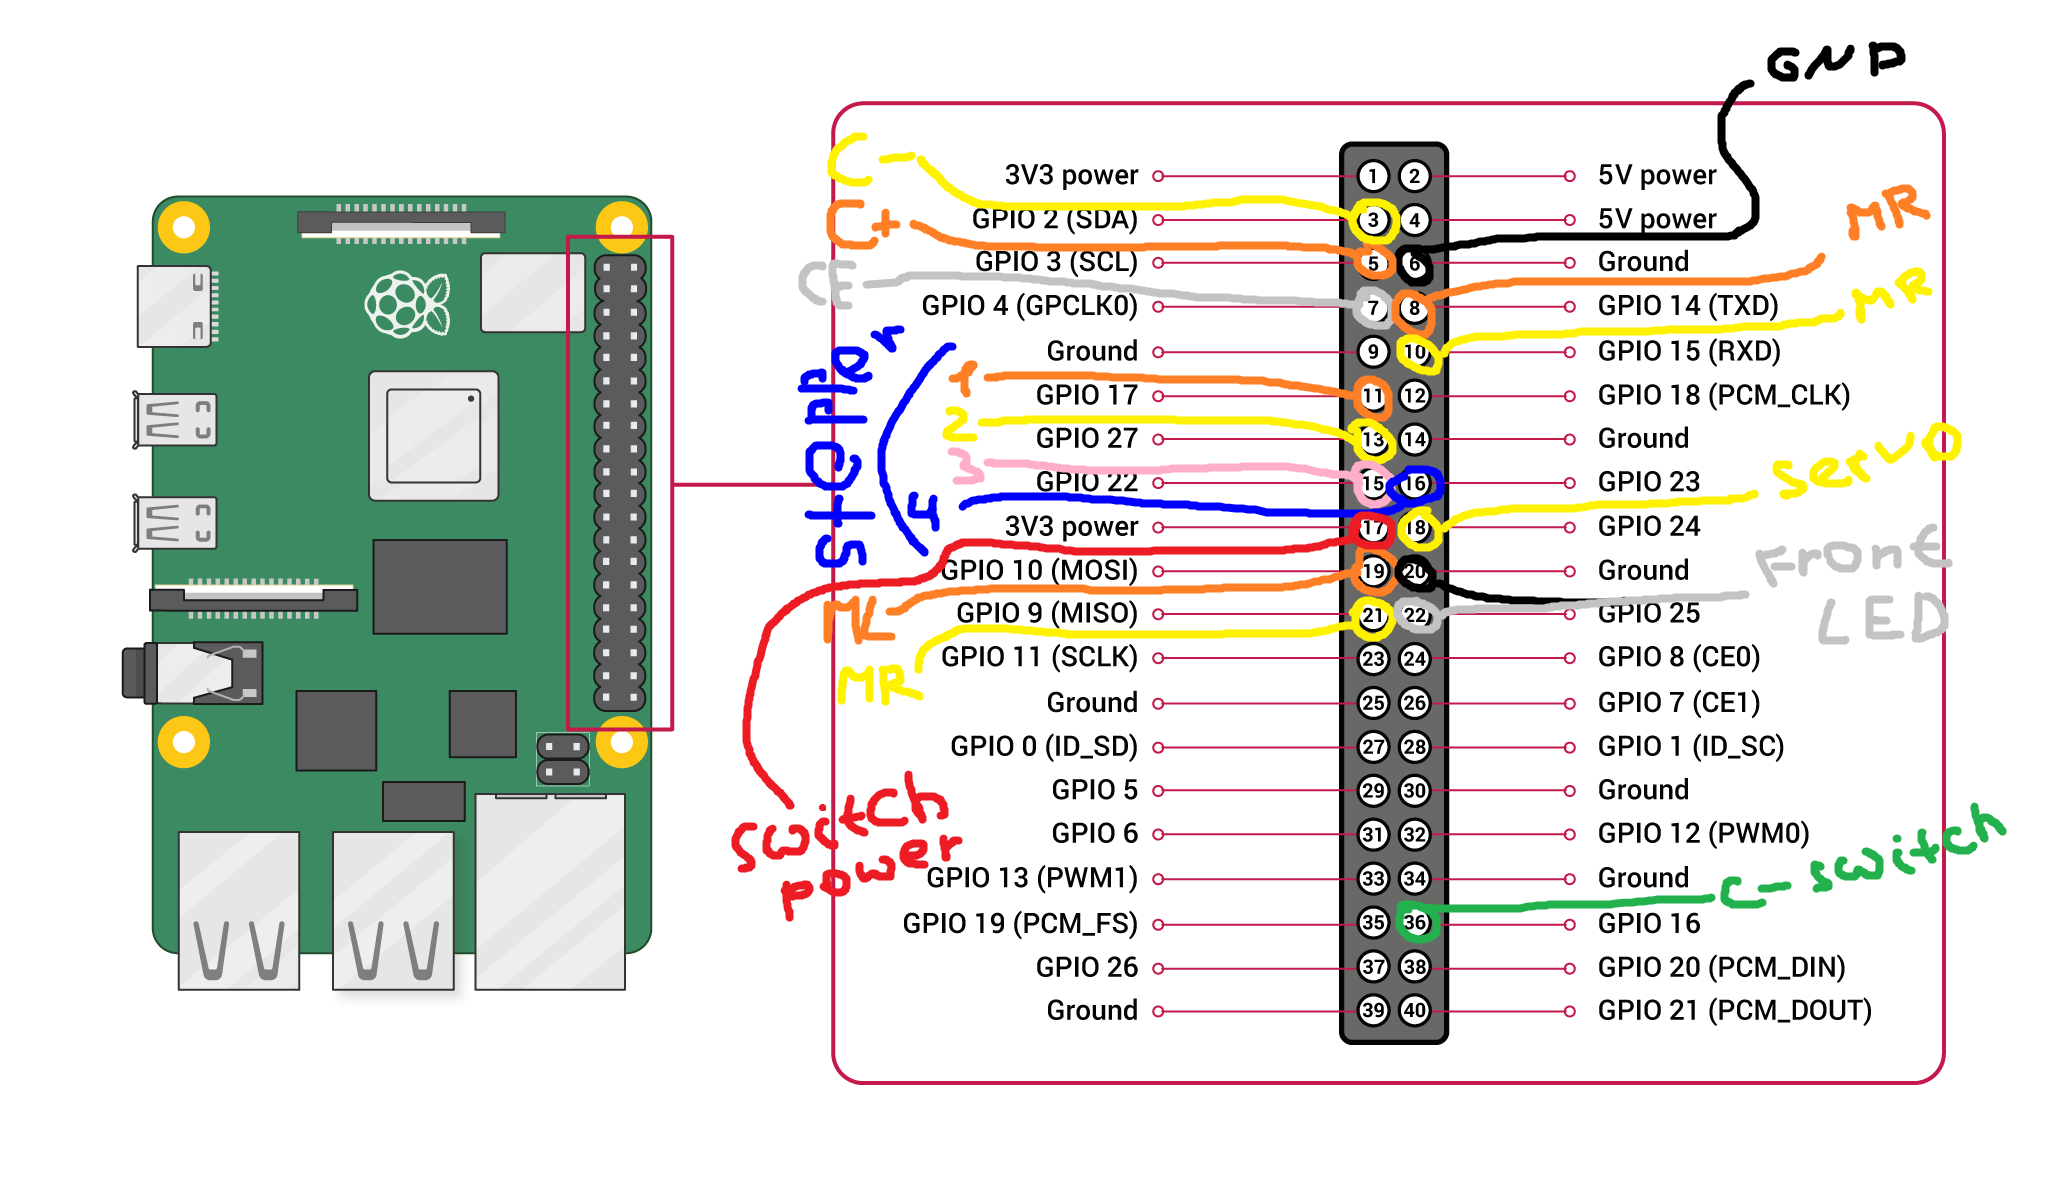 GND
C-
3V3 power 1 2 5V power
MR
GPIO 2 (SDA) 3 4 5V power
C+
GPIO 3 (SCL) 5 6 Ground
CE
MR
GPIO 4 (GPCLK0) 7 8 GPIO 14 (TXD)
Ground 9 10 GPIO 15 (RXD)
stepper
1
GPIO 17 11 12 GPIO 18 (PCM_CLK)
2
GPIO 27 13 14 Ground
servo
3
GPIO 22 15 16 GPIO 23
4
3V3 power 17 18 GPIO 24
Front
LED
GPIO 10 (MOSI) 19 20 Ground
ML
GPIO 9 (MISO) 21 22 GPIO 25
MR
GPIO 11 (SCLK) 23 24 GPIO 8 (CE0)
Ground 25 26 GPIO 7 (CE1)
GPIO 0 (ID_SD) 27 28 GPIO 1 (ID_SC)
GPIO 5 29 30 Ground
switch
power
GPIO 6 31 32 GPIO 12 (PWM0)
GPIO 13 (PWM1) 33 34 Ground
C-switch
GPIO 19 (PCM_FS) 35 36 GPIO 16
GPIO 26 37 38 GPIO 20 (PCM_DIN)
Ground 39 40 GPIO 21 (PCM_DOUT)